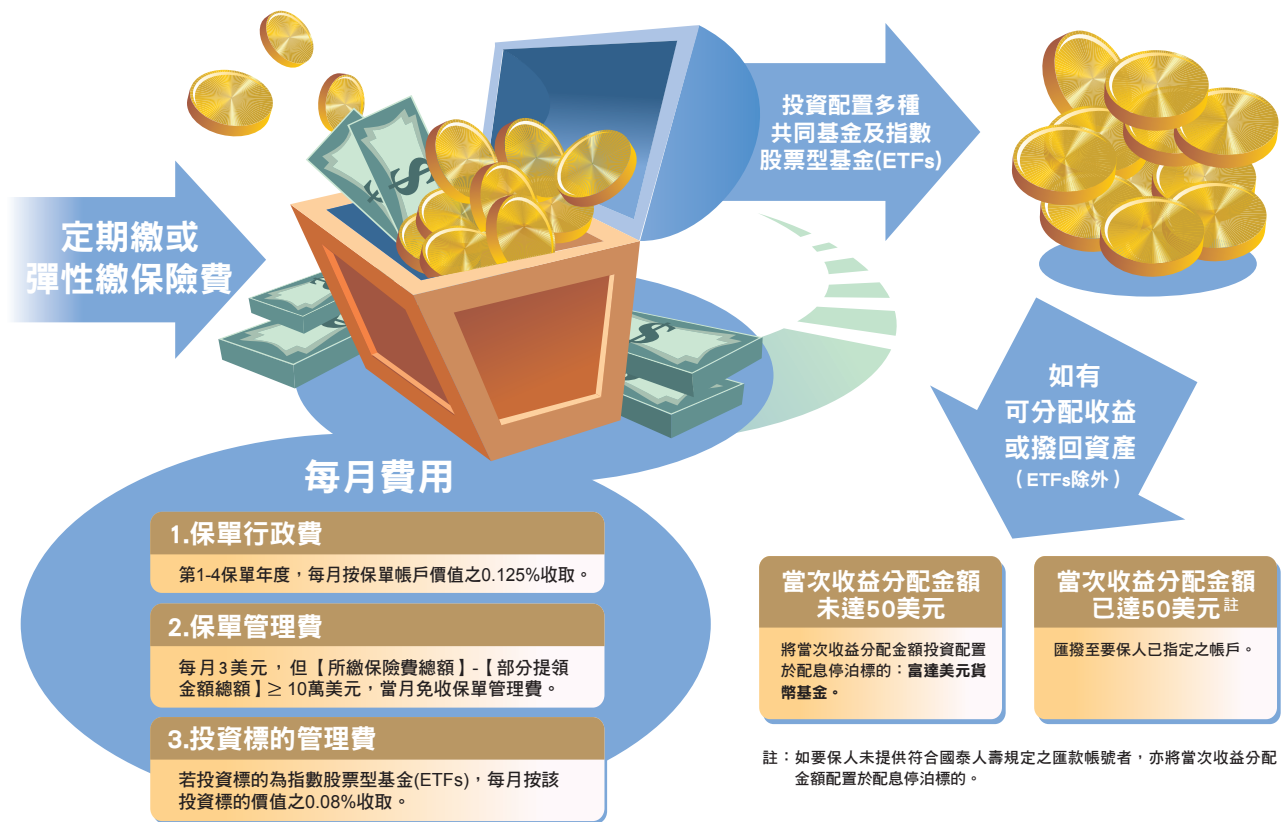 定期繳或
彈性繳保險費
投資配置多種
共同基金及指數
股票型基金(ETFs)
如有
可分配收益
或撥回資產
（ETFs除外）
每月費用
1.保單行政費
第1-4保單年度，每月按保單帳戶價值之0.125%收取。
2.保單管理費
每月3美元，但【所繳保險費總額】-【部分提領
金額總額】≥ 10萬美元，當月免收保單管理費。
3.投資標的管理費
若投資標的為指數股票型基金(ETFs)，每月按該
投資標的價值之0.08%收取。
當次收益分配金額
未達50美元
將當次收益分配金額投資配置
於配息停泊標的：富達美元貨
幣基金。
當次收益分配金額
已達50美元註
匯撥至要保人已指定之帳戶。
註：如要保人未提供符合國泰人壽規定之匯款帳號者，亦將當次收益分配
金額配置於配息停泊標的。